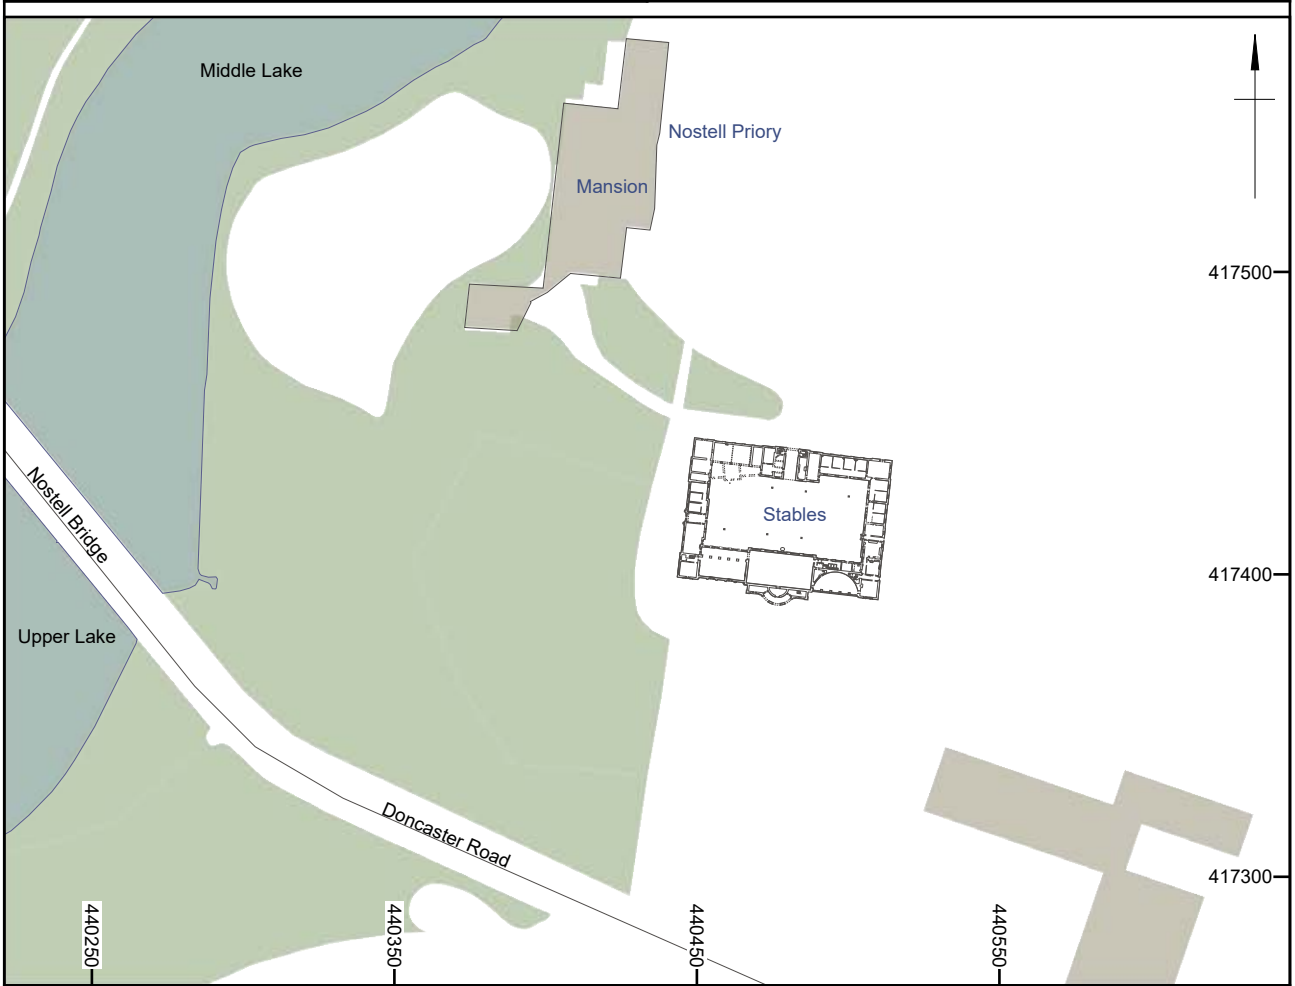 Middle Lake
Nostell Priory
Mansion
417500
Nostell Bridge
Stables
417400
Upper Lake
Doncaster Road
417300
440250
440350
440450
440550